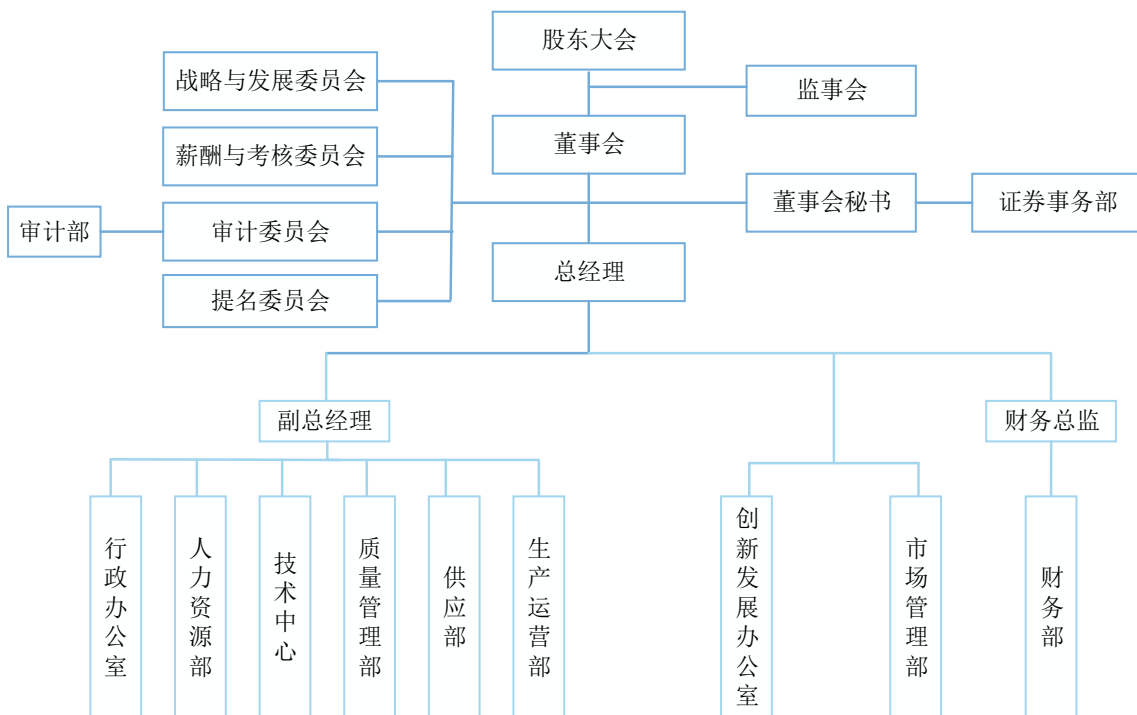 股东大会
战略与发展委员会
监事会
薪酬与考核委员会
董事会
审计部
审计委员会
董事会秘书
证券事务部
总经理
提名委员会
副总经理
财务总监
行政办公室
人力资源部
技术中心
质量管理部
供应部
生产运营部
创新发展办公室
市场管理部
财务部